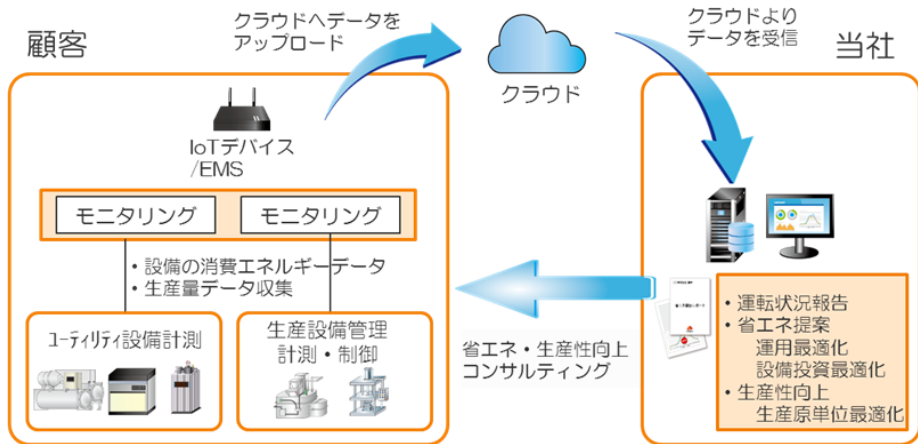 顧客
クラウドへデータを
アップロード
クラウド
クラウドより
データを受信
当社
IoTデバイス
/EMS
モニタリング
モニタリング
・設備の消費エネルギーデータ
・生産量データ収集
ユーティリティ設備計測
生産設備管理
計測・制御
省エネ・生産性向上
コンサルティング
・運転状況報告
・省エネ提案
運用最適化
設備投資最適化
・生産性向上
生産原単位最適化